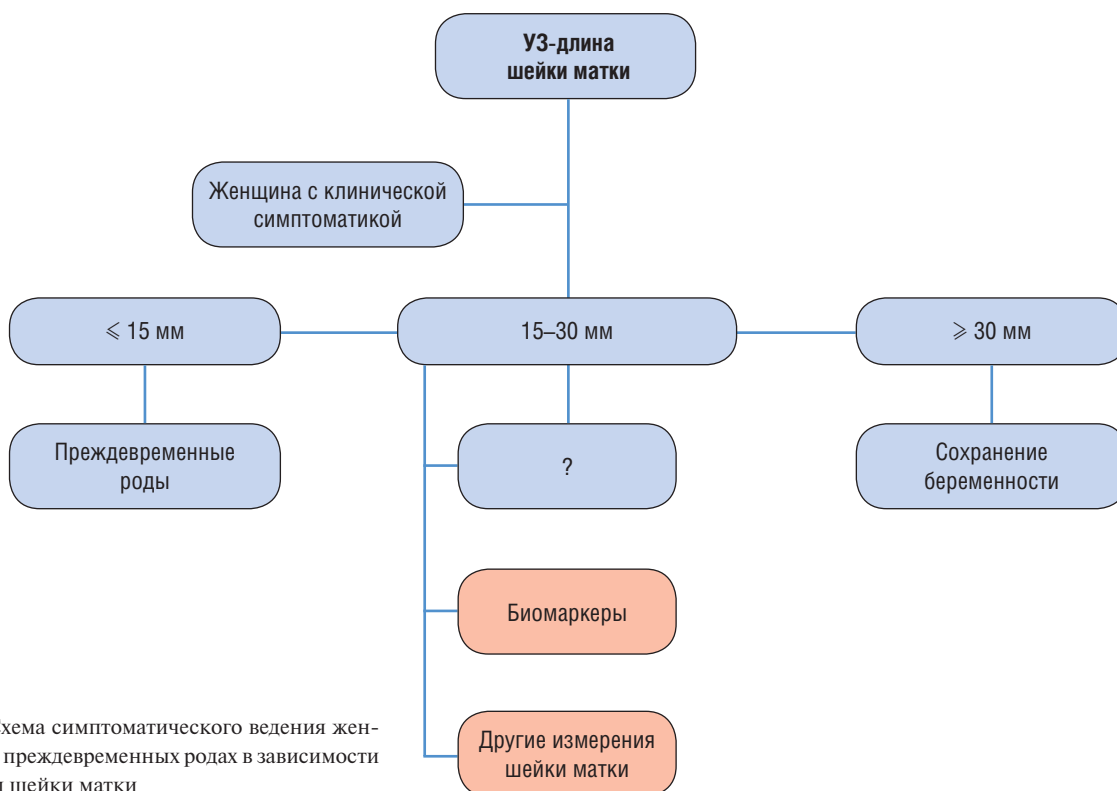 УЗ-длина
шейки матки
Женщина с клинической
симптоматикой
⩽ 15 мм
15–30 мм
⩾ 30 мм
Преждевременные
роды
?
Сохранение
беременности
Биомаркеры
Другие измерения
шейки матки
схема симптоматического ведения жен-
преждевременных родах в зависимости
шейки матки